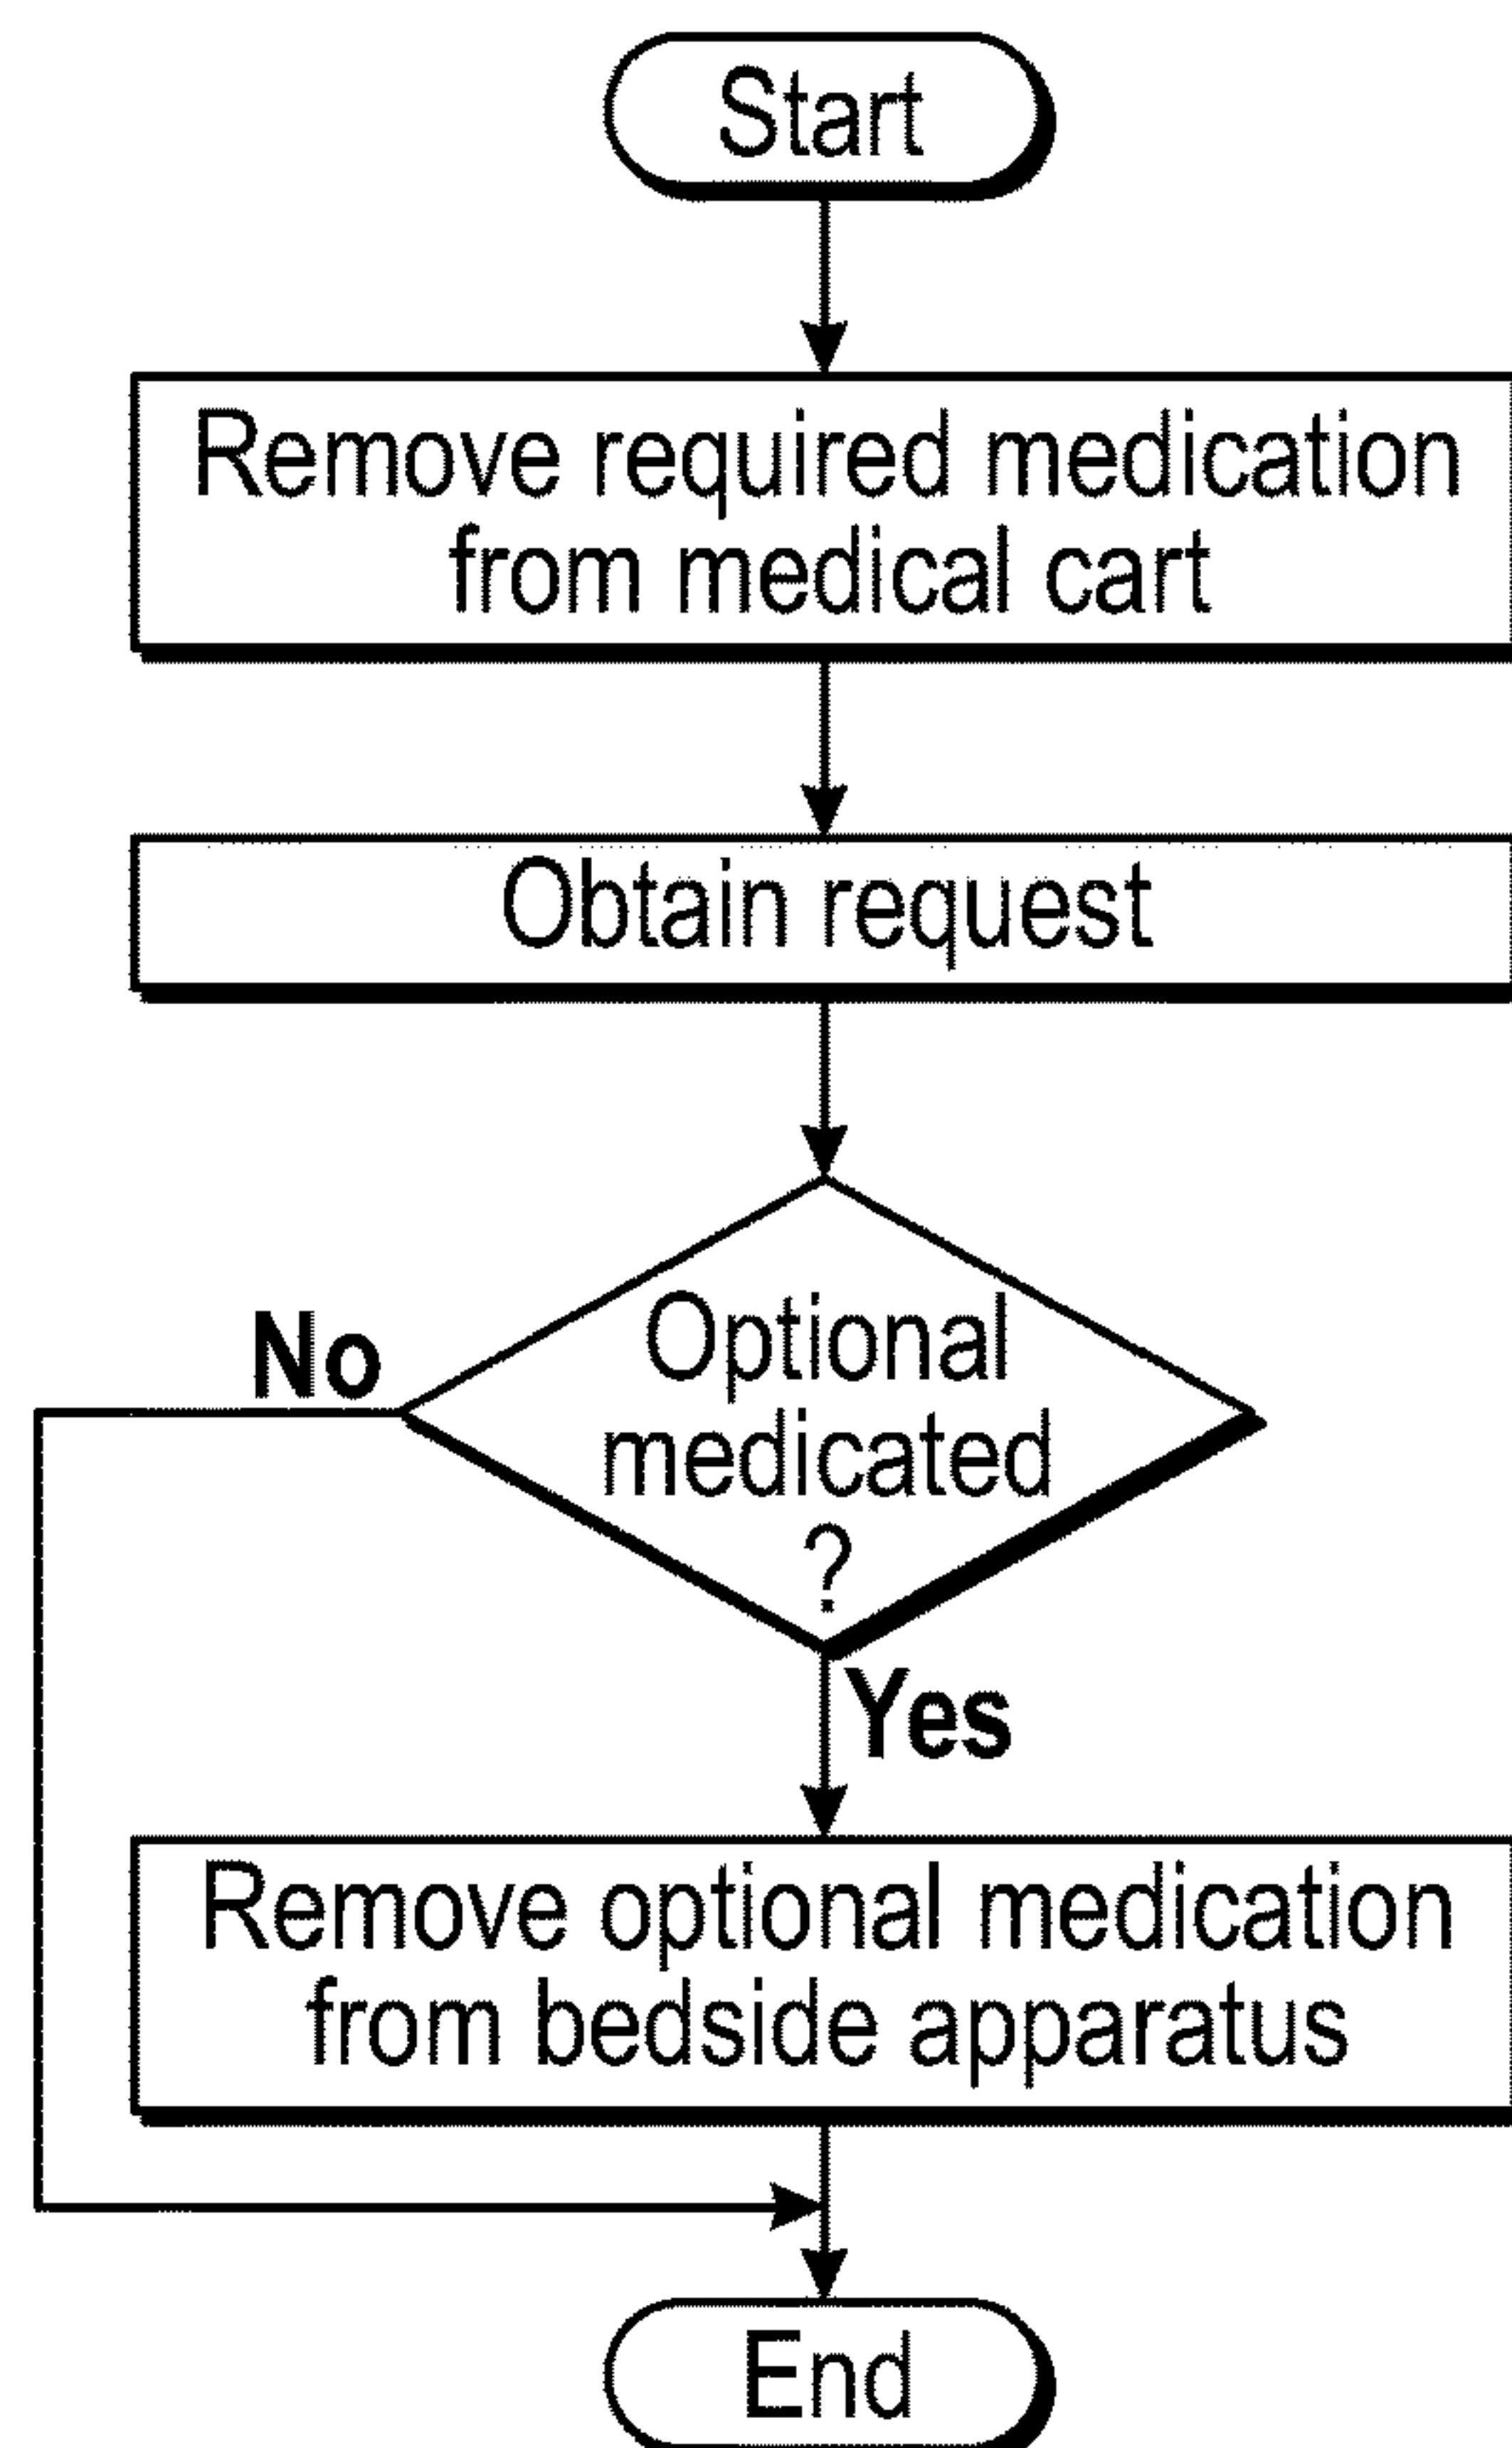 Start
Remove required medication
from medical cart
Obtain request
Optional
medicated
?
No
Yes
Remove optional medication
from bedside apparatus
End